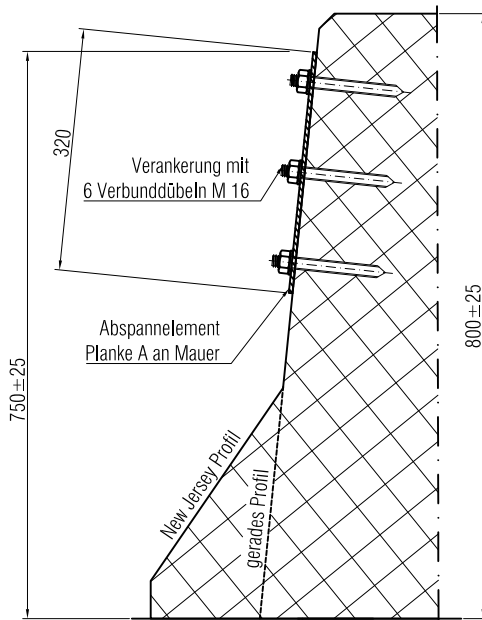 320
Verankerung mit
6 Verbunddübeln M 16
Abspannelement
Planke A an Mauer
750±25
800±25
New Jersey Profil
gerades Profil